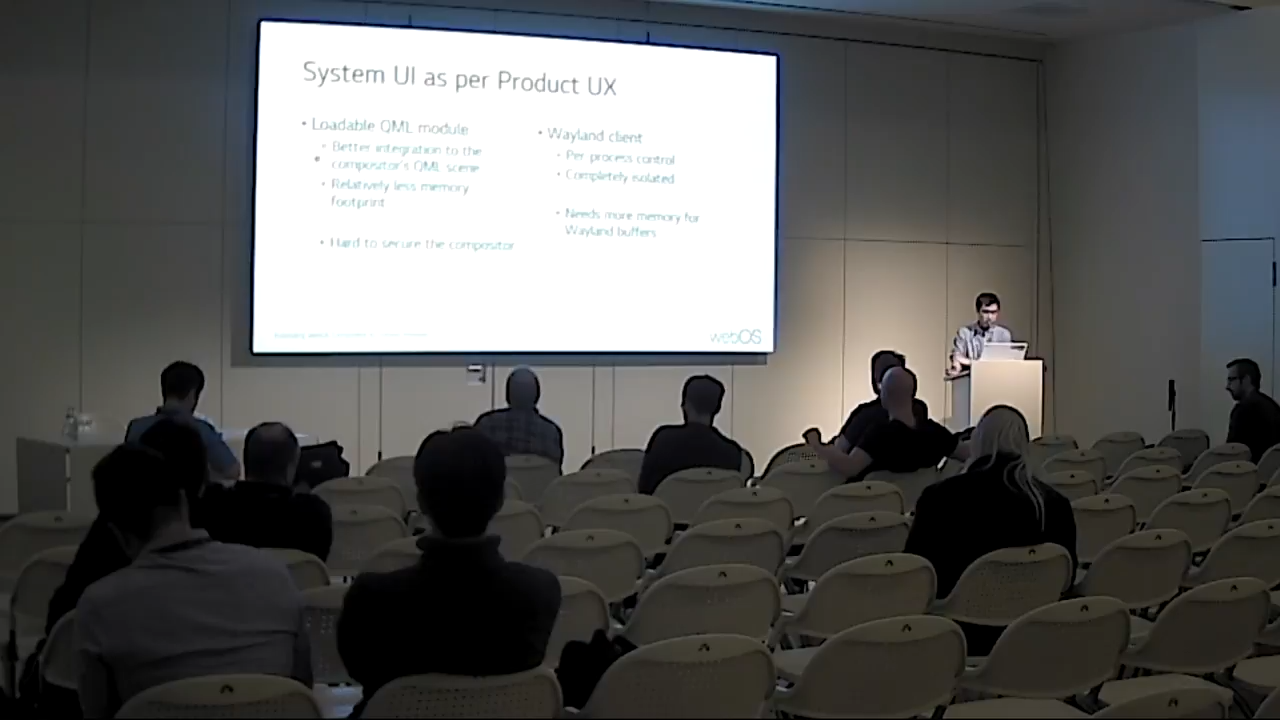 System UI as per Product UX
• Loadable QML module
• Better integration to the
compositor's QML scene
• Relatively less memory
footprint
• Hard to secure the compositor
• Wayland client
• Per process control
• Completely isolated
• Needs more memory for
Wayland buffers
webOS